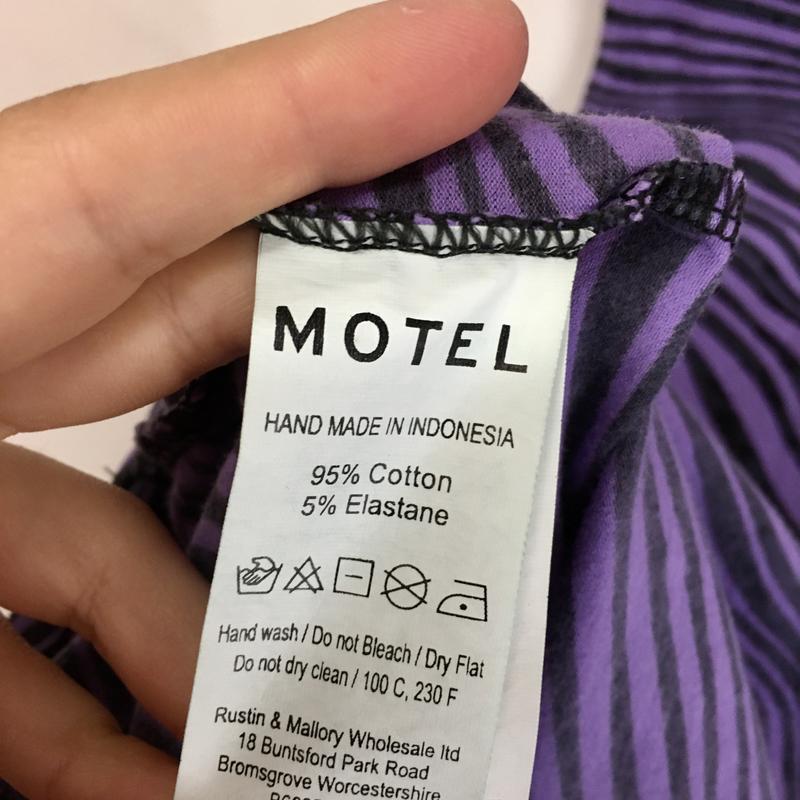 MOTEL
HAND MADE IN INDONESIA
95% Cotton
5% Elastane
Hand wash / Do not Bleach / Dry Flat
Do not dry clean / 100 C, 230 F
Rustin & Mallory Wholesale ltd
18 Buntsford Park Road
Bromsgrove Worcestershire